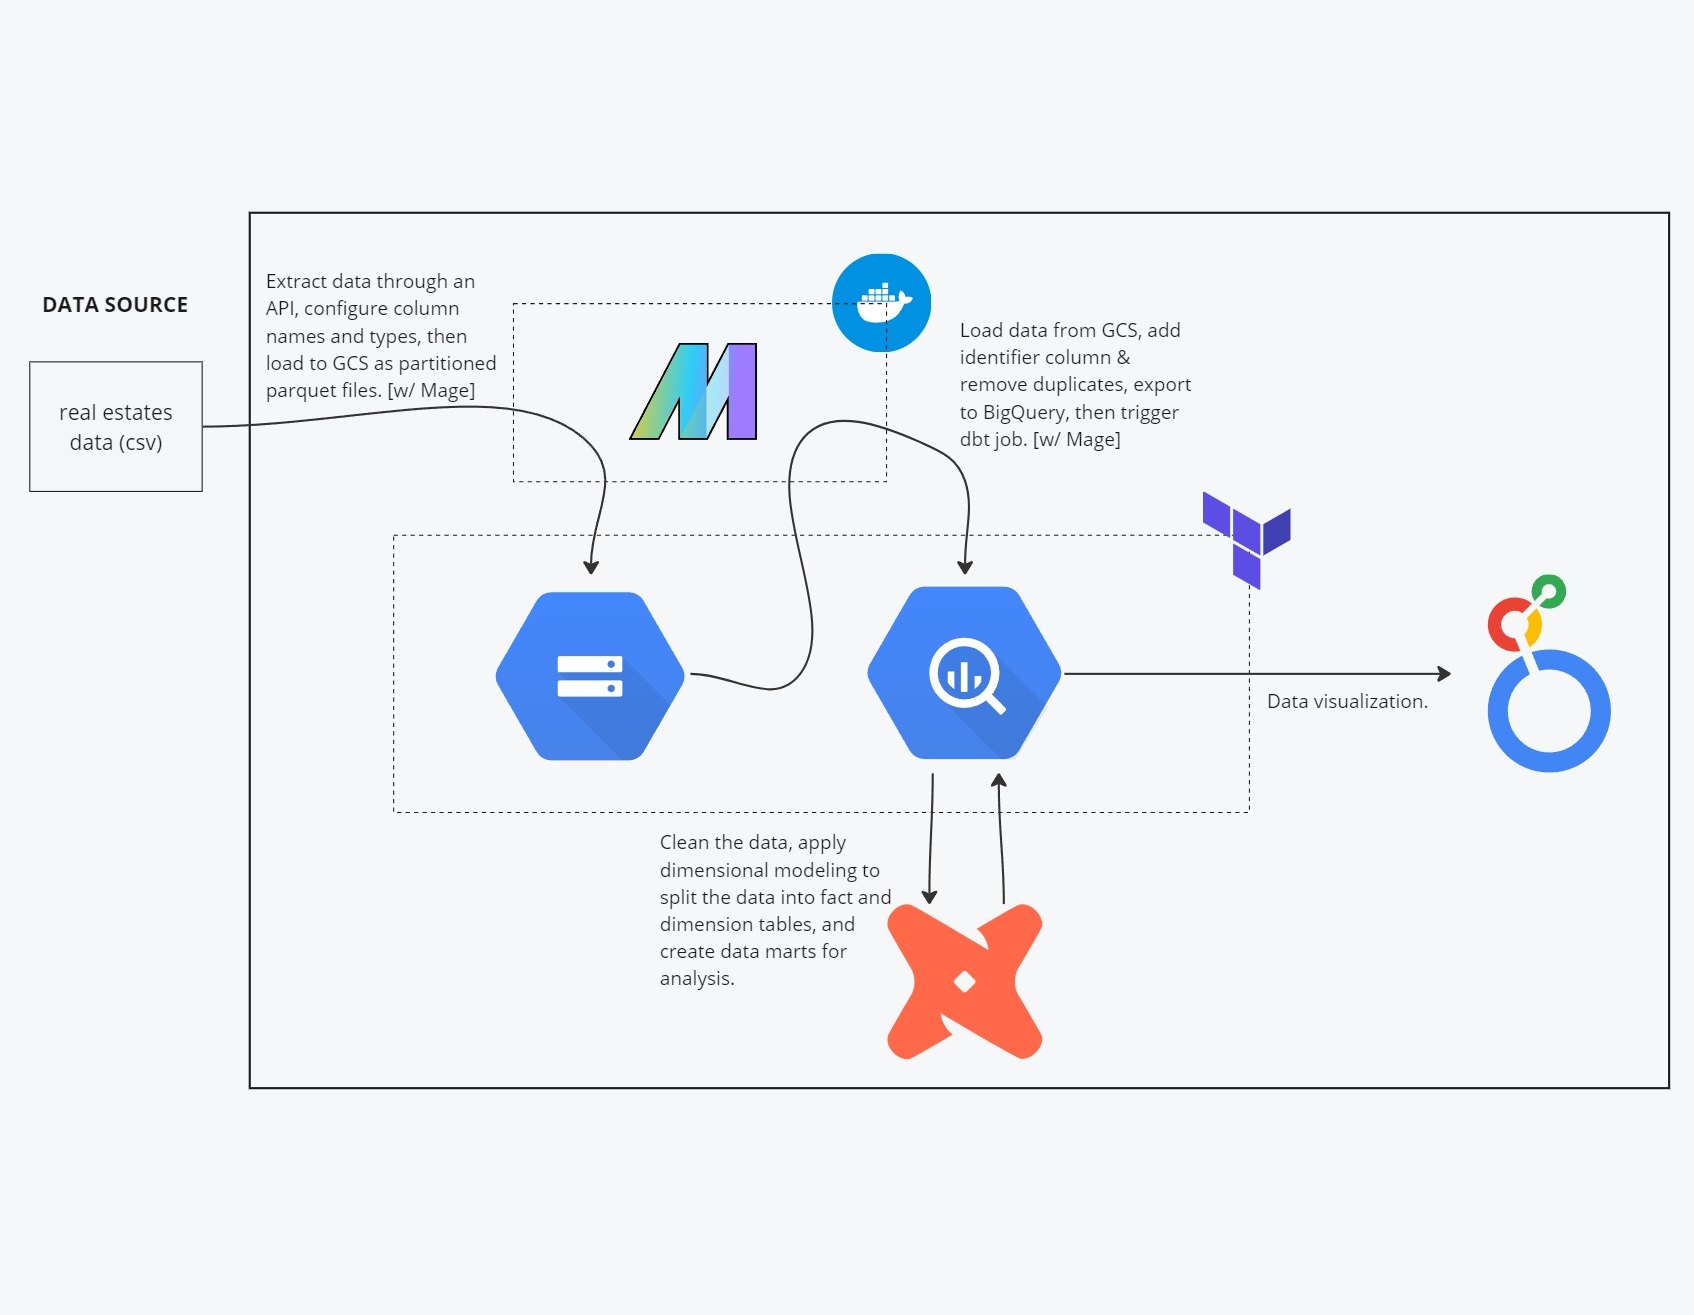 DATA SOURCE
real estates
data (csv)
Extract data through an
API, configure column
names and types, then
load to GCS as partitioned
parquet files. [w/ Mage]
Load data from GCS, add
identifier column &
remove duplicates, export
to BigQuery, then trigger
dbt job. [w/ Mage]
Data visualization.
Clean the data, apply
dimensional modeling to
split the data into fact and
dimension tables, and
create data marts for
analysis.